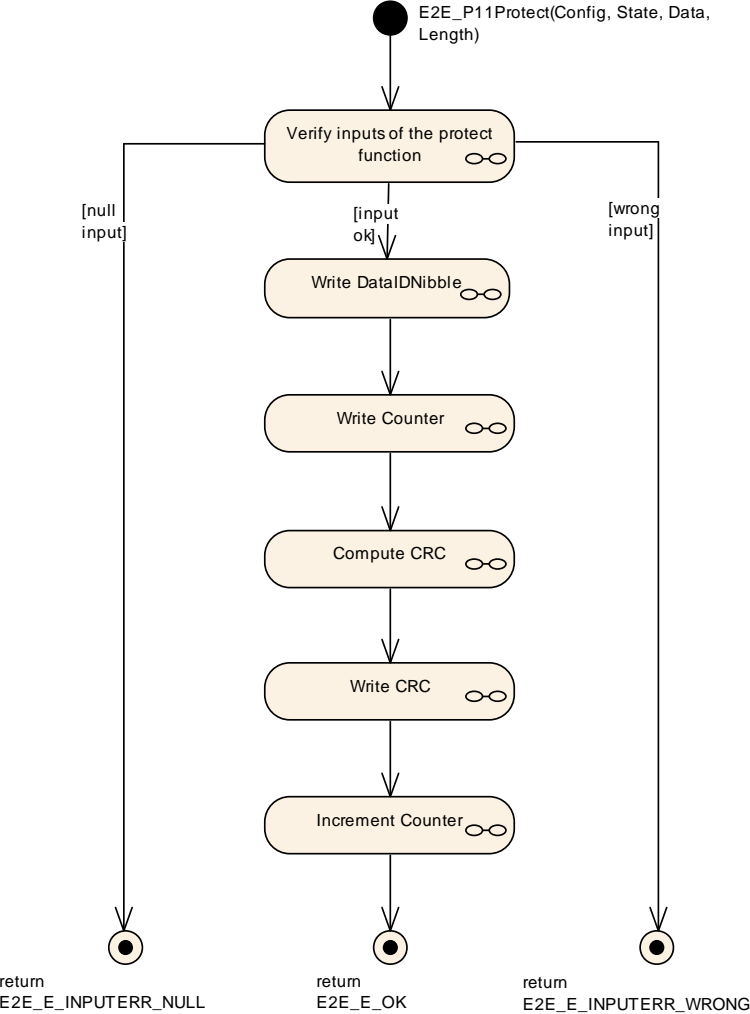 E2E_P11Protect(Config, State, Data,
Length)
Verify inputs of the protect
function
[null
input]
[input
ok]
[wrong
input]
Write DataIDNibble
Write Counter
Compute CRC
Write CRC
Increment Counter
return
E2E_E_INPUTERR_NULL
return
E2E_E_OK
return
E2E_E_INPUTERR_WRONG